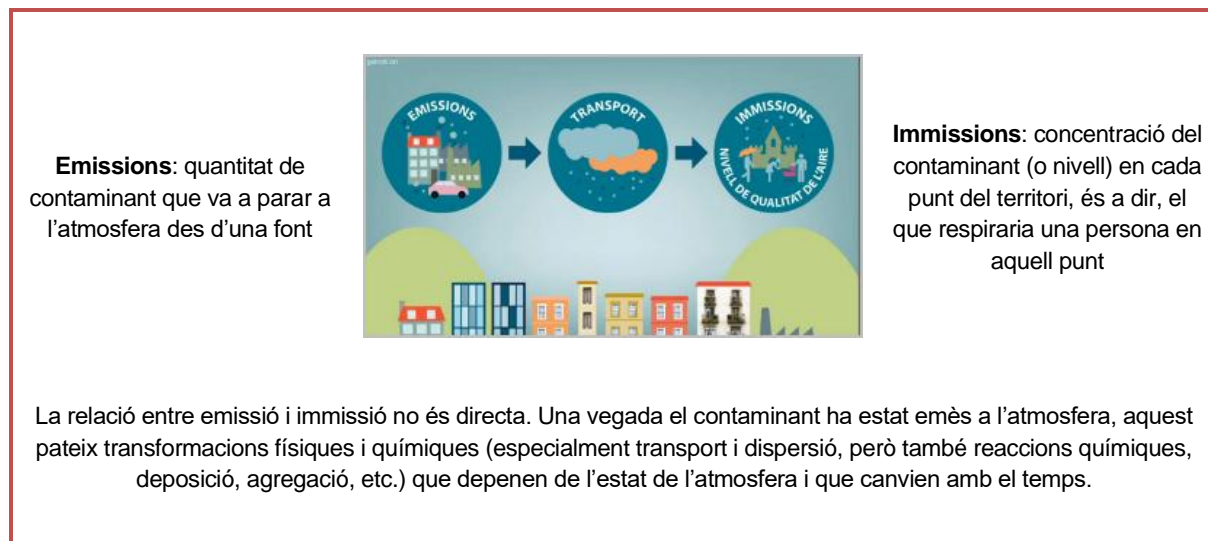 EMISSIONS
TRANSPORT
IMMISSIONS
NIVELL DE QUALITAT DE L'AIRE
Emissions: quantitat de
contaminant que va a parar a
l’atmosfera des d’una font
Immissions: concentració del
contaminant (o nivell) en cada
punt del territori, és a dir, el
que respiraria una persona en
aquell punt
La relació entre emissió i immissió no és directa. Una vegada el contaminant ha estat emès a l’atmosfera, aquest
pateix transformacions físiques i químiques (especialment transport i dispersió, però també reaccions químiques,
deposició, agregació, etc.) que depenen de l’estat de l’atmosfera i que canvien amb el temps.